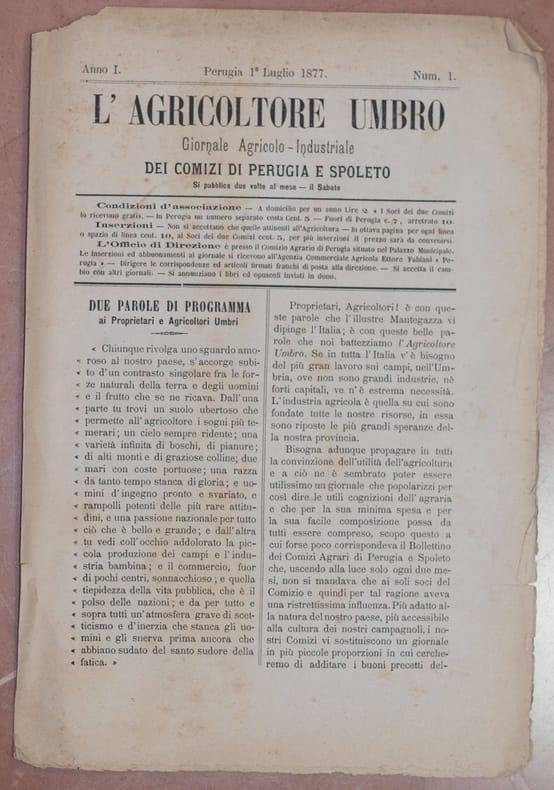 Anno I.
Perugia 1º Luglio 1877.
Num. 1.
L' AGRICOLTORE UMBRO
Giornale Agricolo-Industriale
DEI COMIZI DI PERUGIA E SPOLETO
Si pubblica due volte al mese — il Sabato
Condizioni d'associazione — A domicilio per un anno Lire 2 « I Soci dei due Comizi
lo ricevono gratis. — In Perugia un numero separato costa Cent. 5 — Fuori di Perugia c. 7, arretrato 10.
Inserzioni — Non si accettano che quelle attinenti all'Agricoltura — In ottava pagina per ogni linea
o spazio di linea cent. 10, ai Soci dei due Comizi cent. 5, per più inserzioni il prezzo sarà da convenirsi.
L'Officio di Direzione è presso il Comizio Agrario di Perugia situato nel Palazzo Municipale.
Le inserzioni ed abbuonamenti al giornale si ricevono all'Agenzia Commerciale Agricola Ettore Fabiani « Pe-
rugia » — Dirigere le corrispondenze ed articoli firmati franchi di posta alla direzione. — Si accetta il cam-
bio con altri giornali. — Si annunziano i libri ed opuscoli inviati in dono.
DUE PAROLE DI PROGRAMMA
ai Proprietari e Agricoltori Umbri
« Chiunque rivolga uno sguardo amo-
« roso al nostro paese, s'accorge subi-
« to d'un contrasto singolare fra le for-
« ze naturali della terra e degli uomini
« e il frutto che se ne ricava. Dall'una
« parte tu trovi un suolo ubertoso che
« permette all'agricoltore i sogni più te-
« merari; un cielo sempre ridente; una
« varietà infinita di boschi, di pianure;
« di alti monti e di graziose colline; due
« mari con coste portuose; una razza
« da tanto tempo stanca di gloria; e uo-
« mini d'ingegno pronto e svariato, e
« rampolli potenti delle più rare attitu-
« dini, e una passione nazionale per tutto
« ciò che è bello e grande; e dall'altra
« tu vedi coll'occhio addolorato la pic-
« cola produzione dei campi e l'indu-
« stria bambina; e il commercio, fuor
« di pochi centri, sonnacchioso; e quella
« tiepidezza della vita pubblica, che è il
« polso delle nazioni; e da per tutto e
« sopra tutti un'atmosfera grave di scet-
« ticismo e d'inerzia che stanca gli uo-
« mini e gli snerva prima ancora che
« abbiano sudato del santo sudore della
« fatica. »
Proprietari, Agricoltori! è con que-
ste parole che l'illustre Mantegazza vi
dipinge l'Italia; è con queste belle pa-
role che noi battezziamo l'Agricoltore
Umbro. Se in tutta l'Italia v'è bisogno
del più gran lavoro sui campi, nell'Um-
bria, ove non sono grandi industrie, nè
forti capitali, ve n'è estrema necessità.
L'industria agricola è quella su cui sono
fondate tutte le nostre risorse, in essa
sono riposte le più grandi speranze del-
la nostra provincia.
Bisogna adunque propagare in tutti
la convinzione dell'utilità dell'agricoltura
e a ciò ne è sembrato poter essere
utilissimo un giornale che popolarizzi per
così dire le utili cognizioni dell'agraria
e che per la sua minima spesa e per
la sua facile composizione possa da
tutti essere compreso, scopo questo a
cui forse poco corrispondeva il Bollettino
dei Comizi Agrari di Perugia e Spoleto
che, uscendo alla luce solo ogni due me-
si, non si mandava che ai soli soci del
Comizio e quindi per tal ragione aveva
una ristrettissima influenza. Più adatto al-
la natura del nostro paese, più accessibile
alla cultura dei nostri campagnoli, i no-
stri Comizi vi sostituiscono un giornale
in più piccole proporzioni in cui cerche-
remo di additare i buoni precetti del-